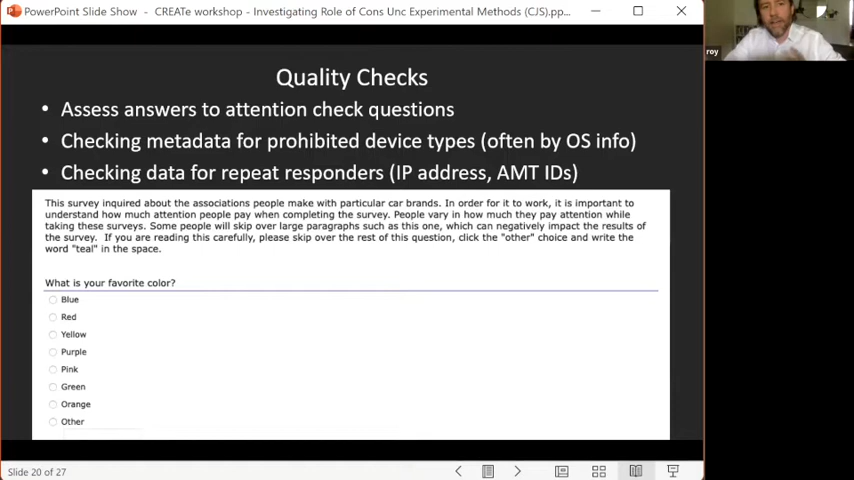 PowerPoint Slide Show - CREATe workshop - Investigating Role of Cons Unc Experimental Methods (CJS).pp...
roy
Quality Checks
• Assess answers to attention check questions
• Checking metadata for prohibited device types (often by OS info)
• Checking data for repeat responders (IP address, AMT IDs)
This survey inquired about the associations people make with particular car brands. In order for it to work, it is important to
understand how much attention people pay when completing the survey. People vary in how much they pay attention while
taking these surveys. Some people will skip over large paragraphs such as this one, which can negatively impact the results of
the survey. If you are reading this carefully, please skip over the rest of this question, click the "other" choice and write the
word "teal" in the space.
What is your favorite color?
Blue
Red
Yellow
Purple
Pink
Green
Orange
Other
Slide 20 of 27